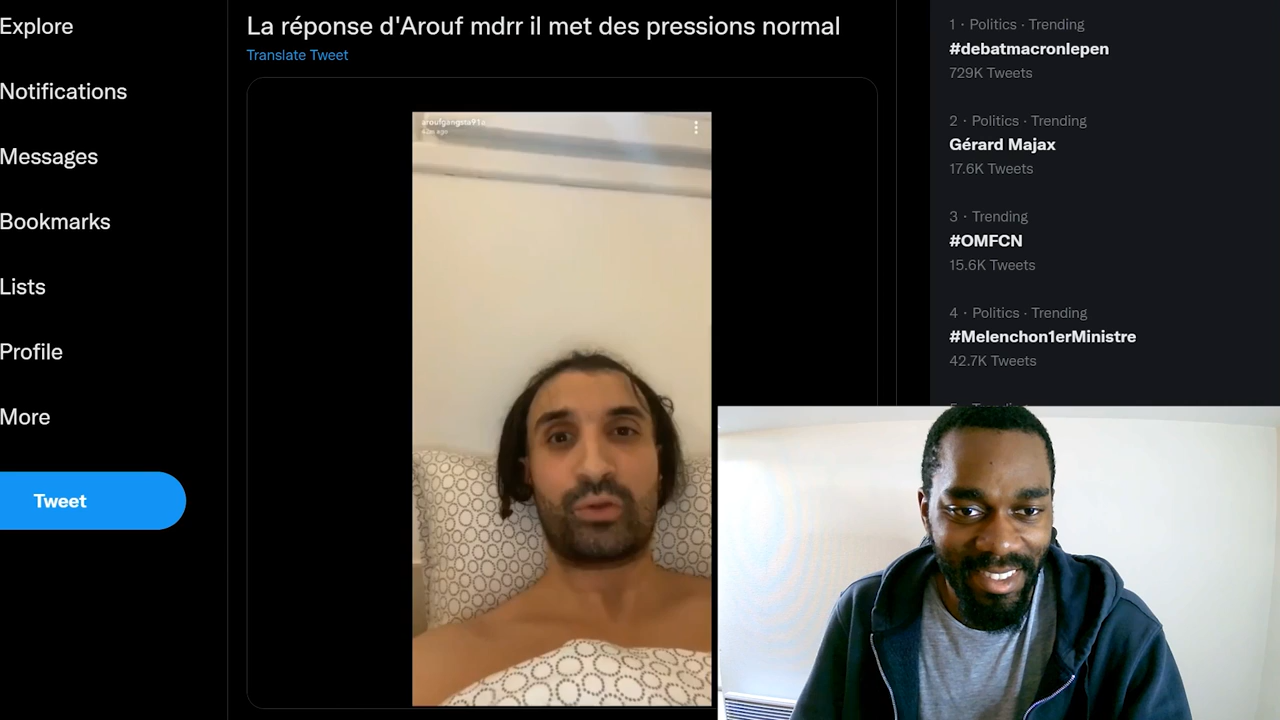 Explore
Notifications
Messages
Bookmarks
Lists
Profile
More
Tweet
La réponse d'Arouf mdrr il met des pressions normal
Translate Tweet
1 · Politics · Trending
#debatmacronlepen
729K Tweets
2 · Politics · Trending
Gérard Majax
17.6K Tweets
3 · Trending
#OMFCN
15.6K Tweets
4 · Politics · Trending
#Melenchon1erMinistre
42.7K Tweets